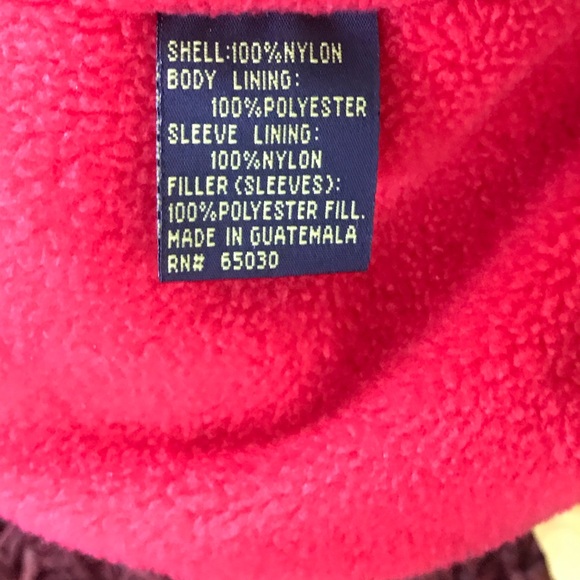 SHELL:100%NYLON
BODY LINING:
100%POLYESTER
SLEEVE LINING:
100%NYLON
FILLER (SLEEVES):
100%POLYESTER FILL.
MADE IN GUATEMALA
RN# 65030